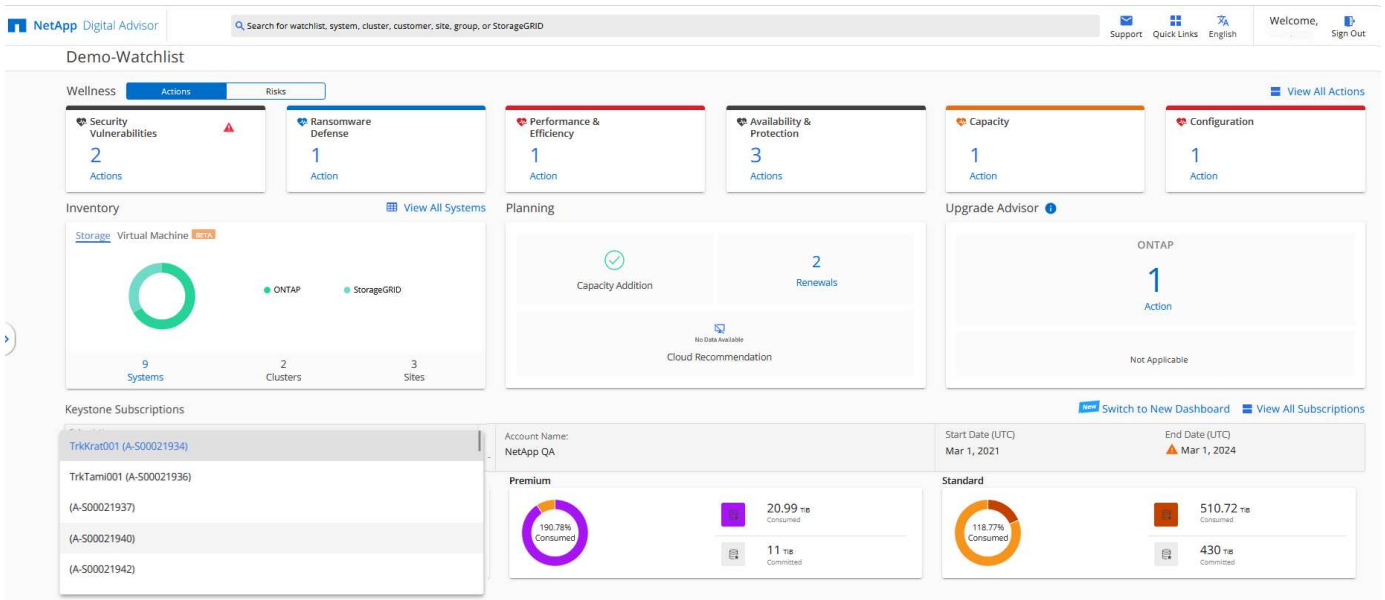 NetApp Digital Advisor
Search for watchlist, system, cluster, customer, site, group, or StorageGRID
Support
Quick Links
English
Welcome,
Sign Out
Demo-Watchlist
Wellness
Actions
Risks
View All Actions
Security
Vulnerabilities
2
Actions
Ransomware
Defense
1
Action
Performance &
Efficiency
1
Action
Availability &
Protection
3
Actions
Capacity
1
Action
Configuration
1
Action
Inventory
View All Systems
Storage Virtual Machine BETA
ONTAP
StorageGRID
9
Systems
2
Clusters
3
Sites
Planning
Capacity Addition
2
Renewals
No Data Available
Cloud Recommendation
Upgrade Advisor
ONTAP
1
Action
Not Applicable
Keystone Subscriptions
New Switch to New Dashboard
View All Subscriptions
TrkKrat001 (A-S00021934)
TrkTami001 (A-S00021936)
(A-S00021937)
(A-S00021940)
(A-S00021942)
Account Name:
NetApp QA
Start Date (UTC)
Mar 1, 2021
End Date (UTC)
Mar 1, 2024
Premium
190.78%
Consumed
20.99 TiB
Consumed
11 TiB
Committed
Standard
118.77%
Consumed
510.72 TiB
Consumed
430 TiB
Committed